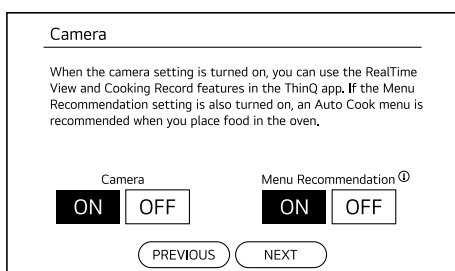 Camera
When the camera setting is turned on, you can use the RealTime
View and Cooking Record features in the ThinQ app. If the Menu
Recommendation setting is also turned on, an Auto Cook menu is
recommended when you place food in the oven.
Camera
Menu Recommendation ⓘ
ON OFF
ON OFF
PREVIOUS NEXT